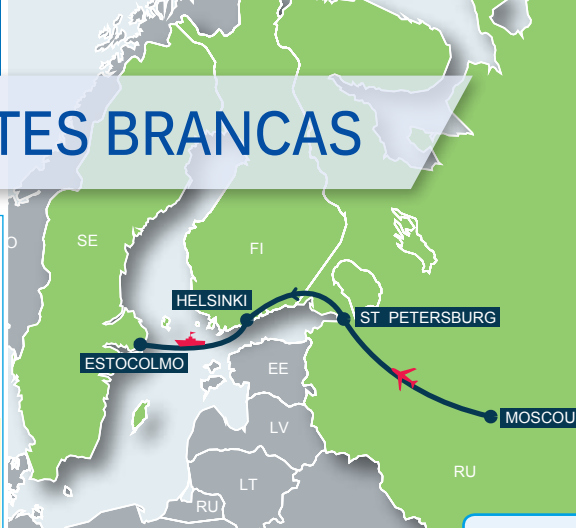 TES BRANCAS
O
SE
FI
HELSINKI
ST PETERSBURG
ESTOCOLMO
EE
MOSCOU
LV
RU
LT
RU